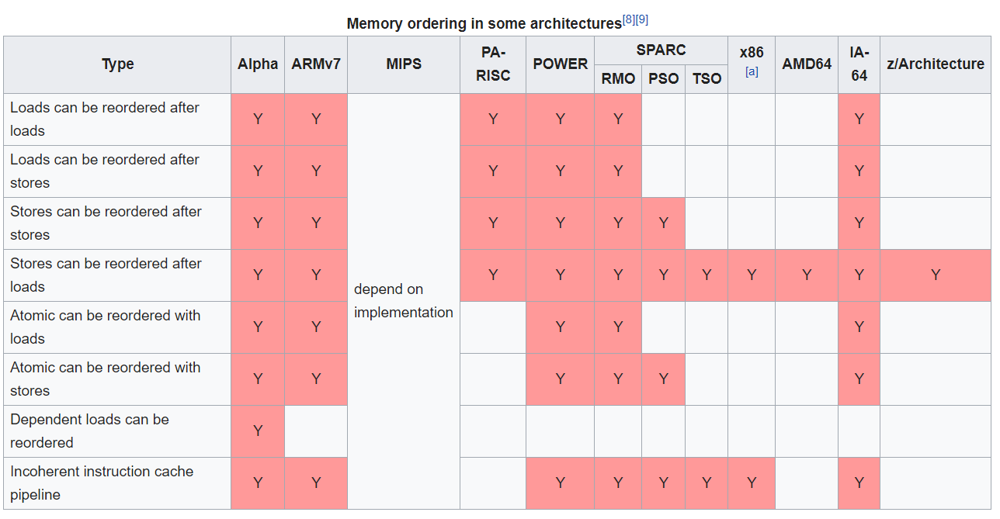 Memory ordering in some architectures[8][9]
Type Alpha ARMv7 MIPS PA-RISC POWER SPARC x86 [a] AMD64 IA-64 z/Architecture
RMO PSO TSO
Loads can be reordered after
loads
Y Y depend on
implementation
Y Y Y Y
Loads can be reordered after
stores
Y Y Y Y Y Y
Stores can be reordered after
stores
Y Y Y Y Y Y Y
Stores can be reordered after
loads
Y Y Y Y Y Y Y Y Y Y Y
Atomic can be reordered with
loads
Y Y Y Y Y
Atomic can be reordered with
stores
Y Y Y Y Y Y
Dependent loads can be
reordered
Y
Incoherent instruction cache
pipeline
Y Y Y Y Y Y Y Y